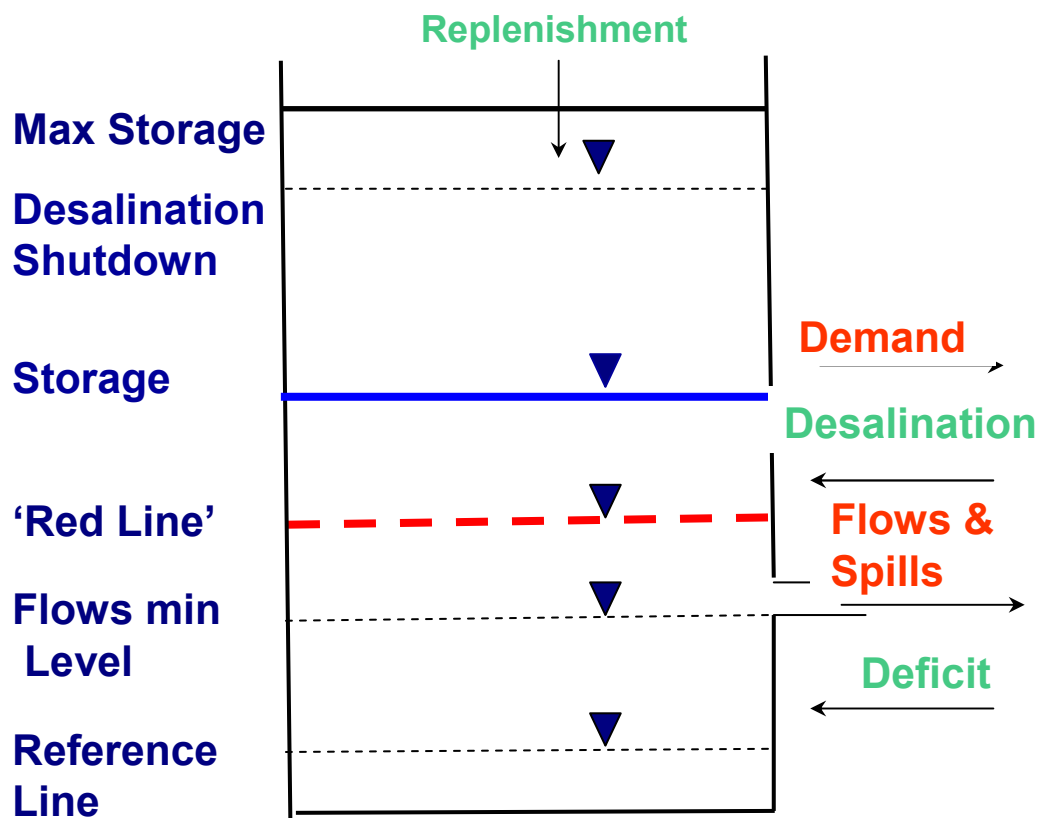 Replenishment
Max Storage
Desalination
Shutdown
Demand
Storage
Desalination
‘Red Line’
Flows &
Spills
Flows min
Level
Deficit
Reference
Line